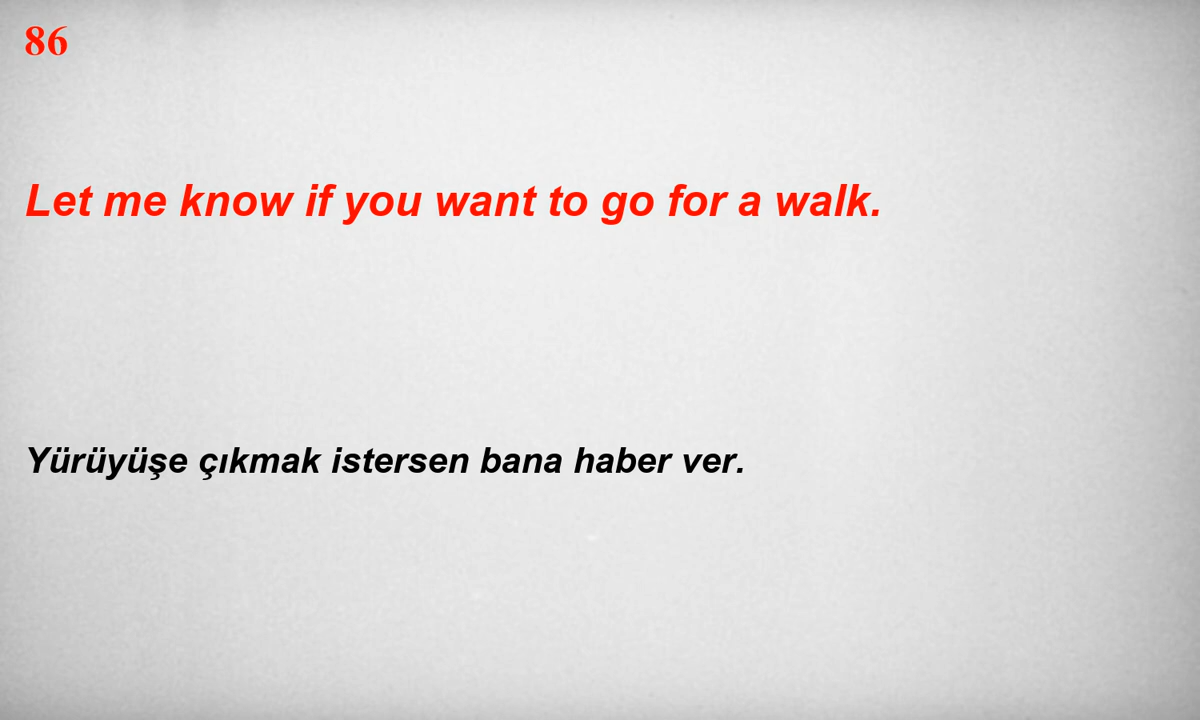 86
Let me know if you want to go for a walk.
Yürüyüşe çıkmak istersen bana haber ver.